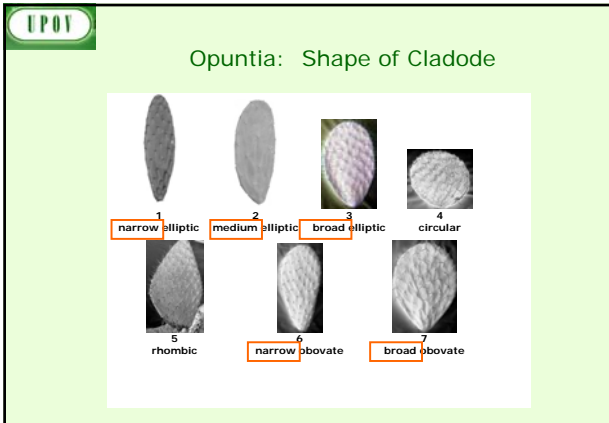 UPOV
Opuntia: Shape of Cladode
1 2 3 4
narrow elliptic medium elliptic broad elliptic circular
5 6 7
rhombic narrow obovate broad obovate